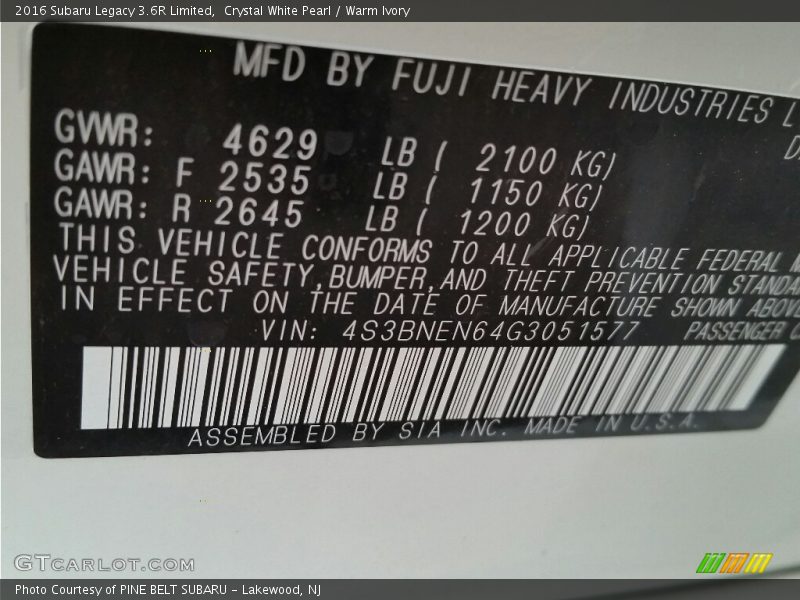 2016 Subaru Legacy 3.6R Limited,  Crystal White Pearl / Warm Ivory
MFD BY FUJI HEAVY INDUSTRIES L
GVWR: 4629 LB ( 2100 KG)
GAWR: F 2535 LB ( 1150 KG)
GAWR: R 2645 LB ( 1200 KG)
THIS VEHICLE CONFORMS TO ALL APPLICABLE FEDERAL
VEHICLE SAFETY, BUMPER, AND THEFT PREVENTION STANDA
IN EFFECT ON THE DATE OF MANUFACTURE SHOWN ABOVE
VIN: 4S3BNEN64G3051577 PASSENGER
ASSEMBLED BY SIA INC. MADE IN U.S.A.
GTCARLOT.COM
Photo Courtesy of PINE BELT SUBARU - Lakewood, NJ